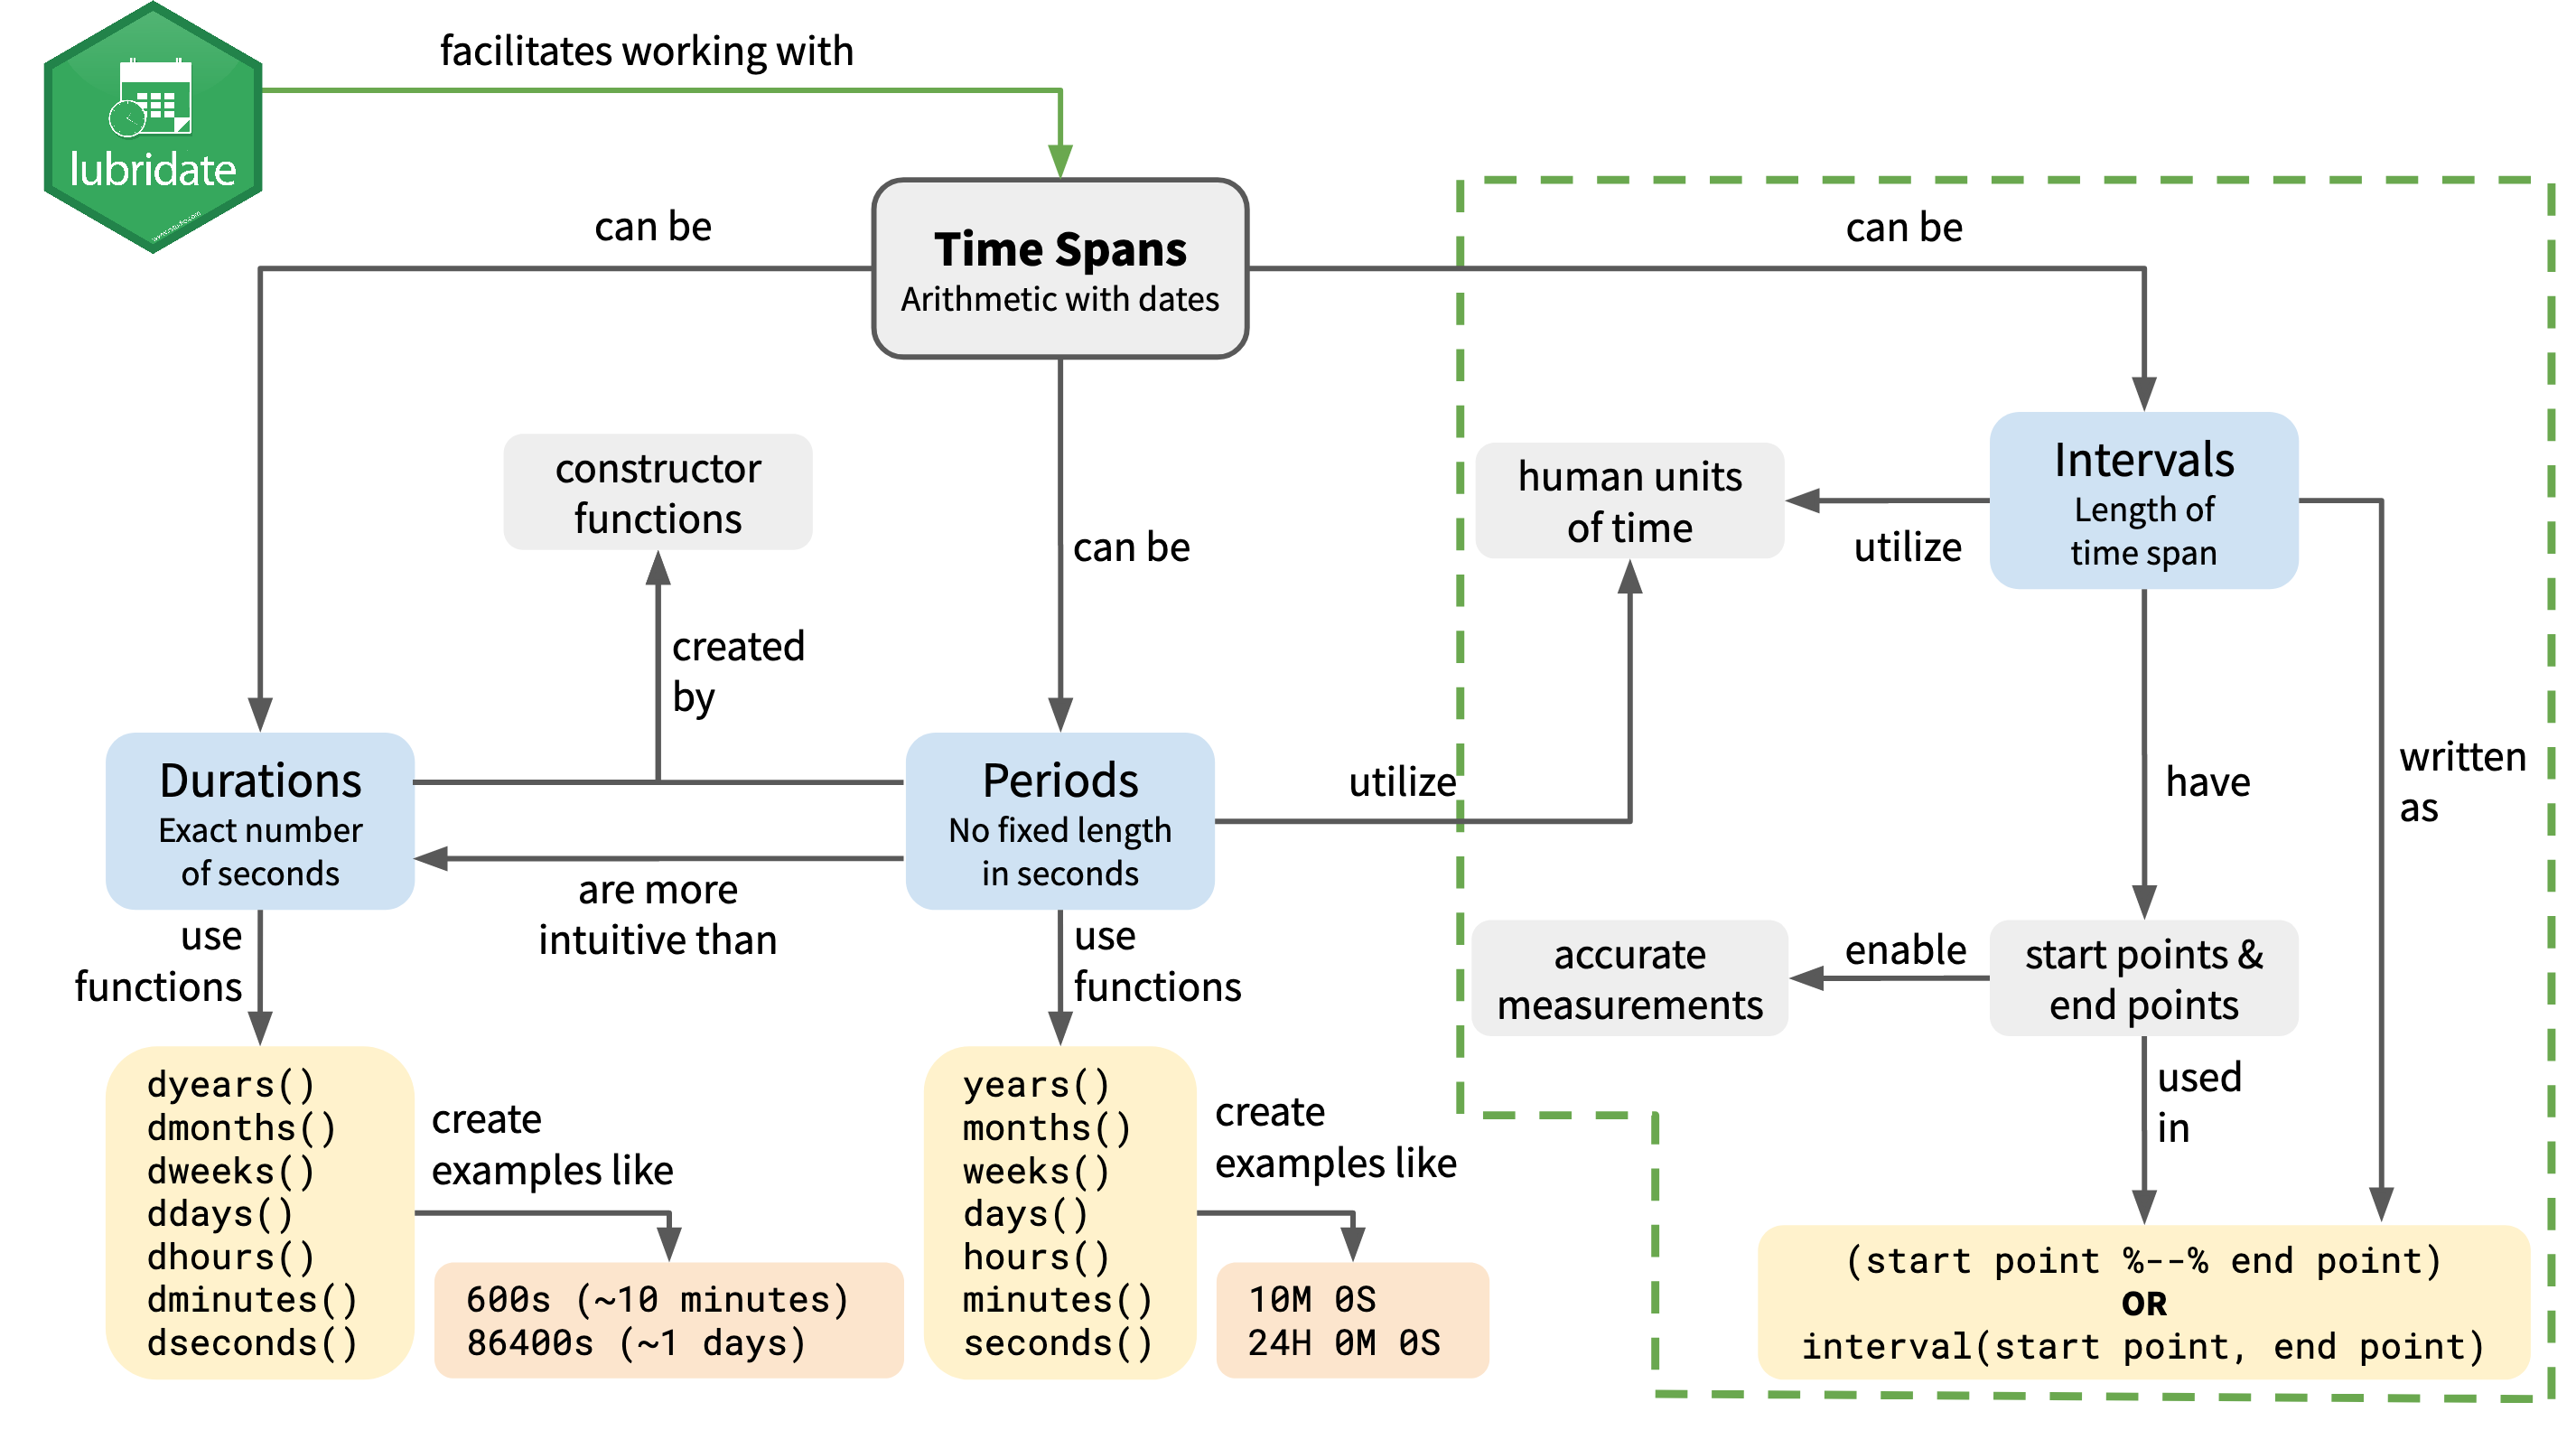 facilitates working with
lubridate
can be
Time Spans
Arithmetic with dates
can be
constructor
functions
can be
human units
of time
Intervals
Length of
time span
utilize
created
by
Durations
Exact number
of seconds
Periods
No fixed length
in seconds
utilize
have
written
as
are more
intuitive than
use
functions
use
functions
accurate
measurements
enable
start points &
end points
used
in
dyears()
dmonths()
dweeks()
ddays()
dhours()
dminutes()
dseconds()
create
examples like
600s (~10 minutes)
86400s (~1 days)
years()
months()
weeks()
days()
hours()
minutes()
seconds()
create
examples like
10M 0S
24H 0M 0S
(start point %--% end point)
OR
interval(start point, end point)